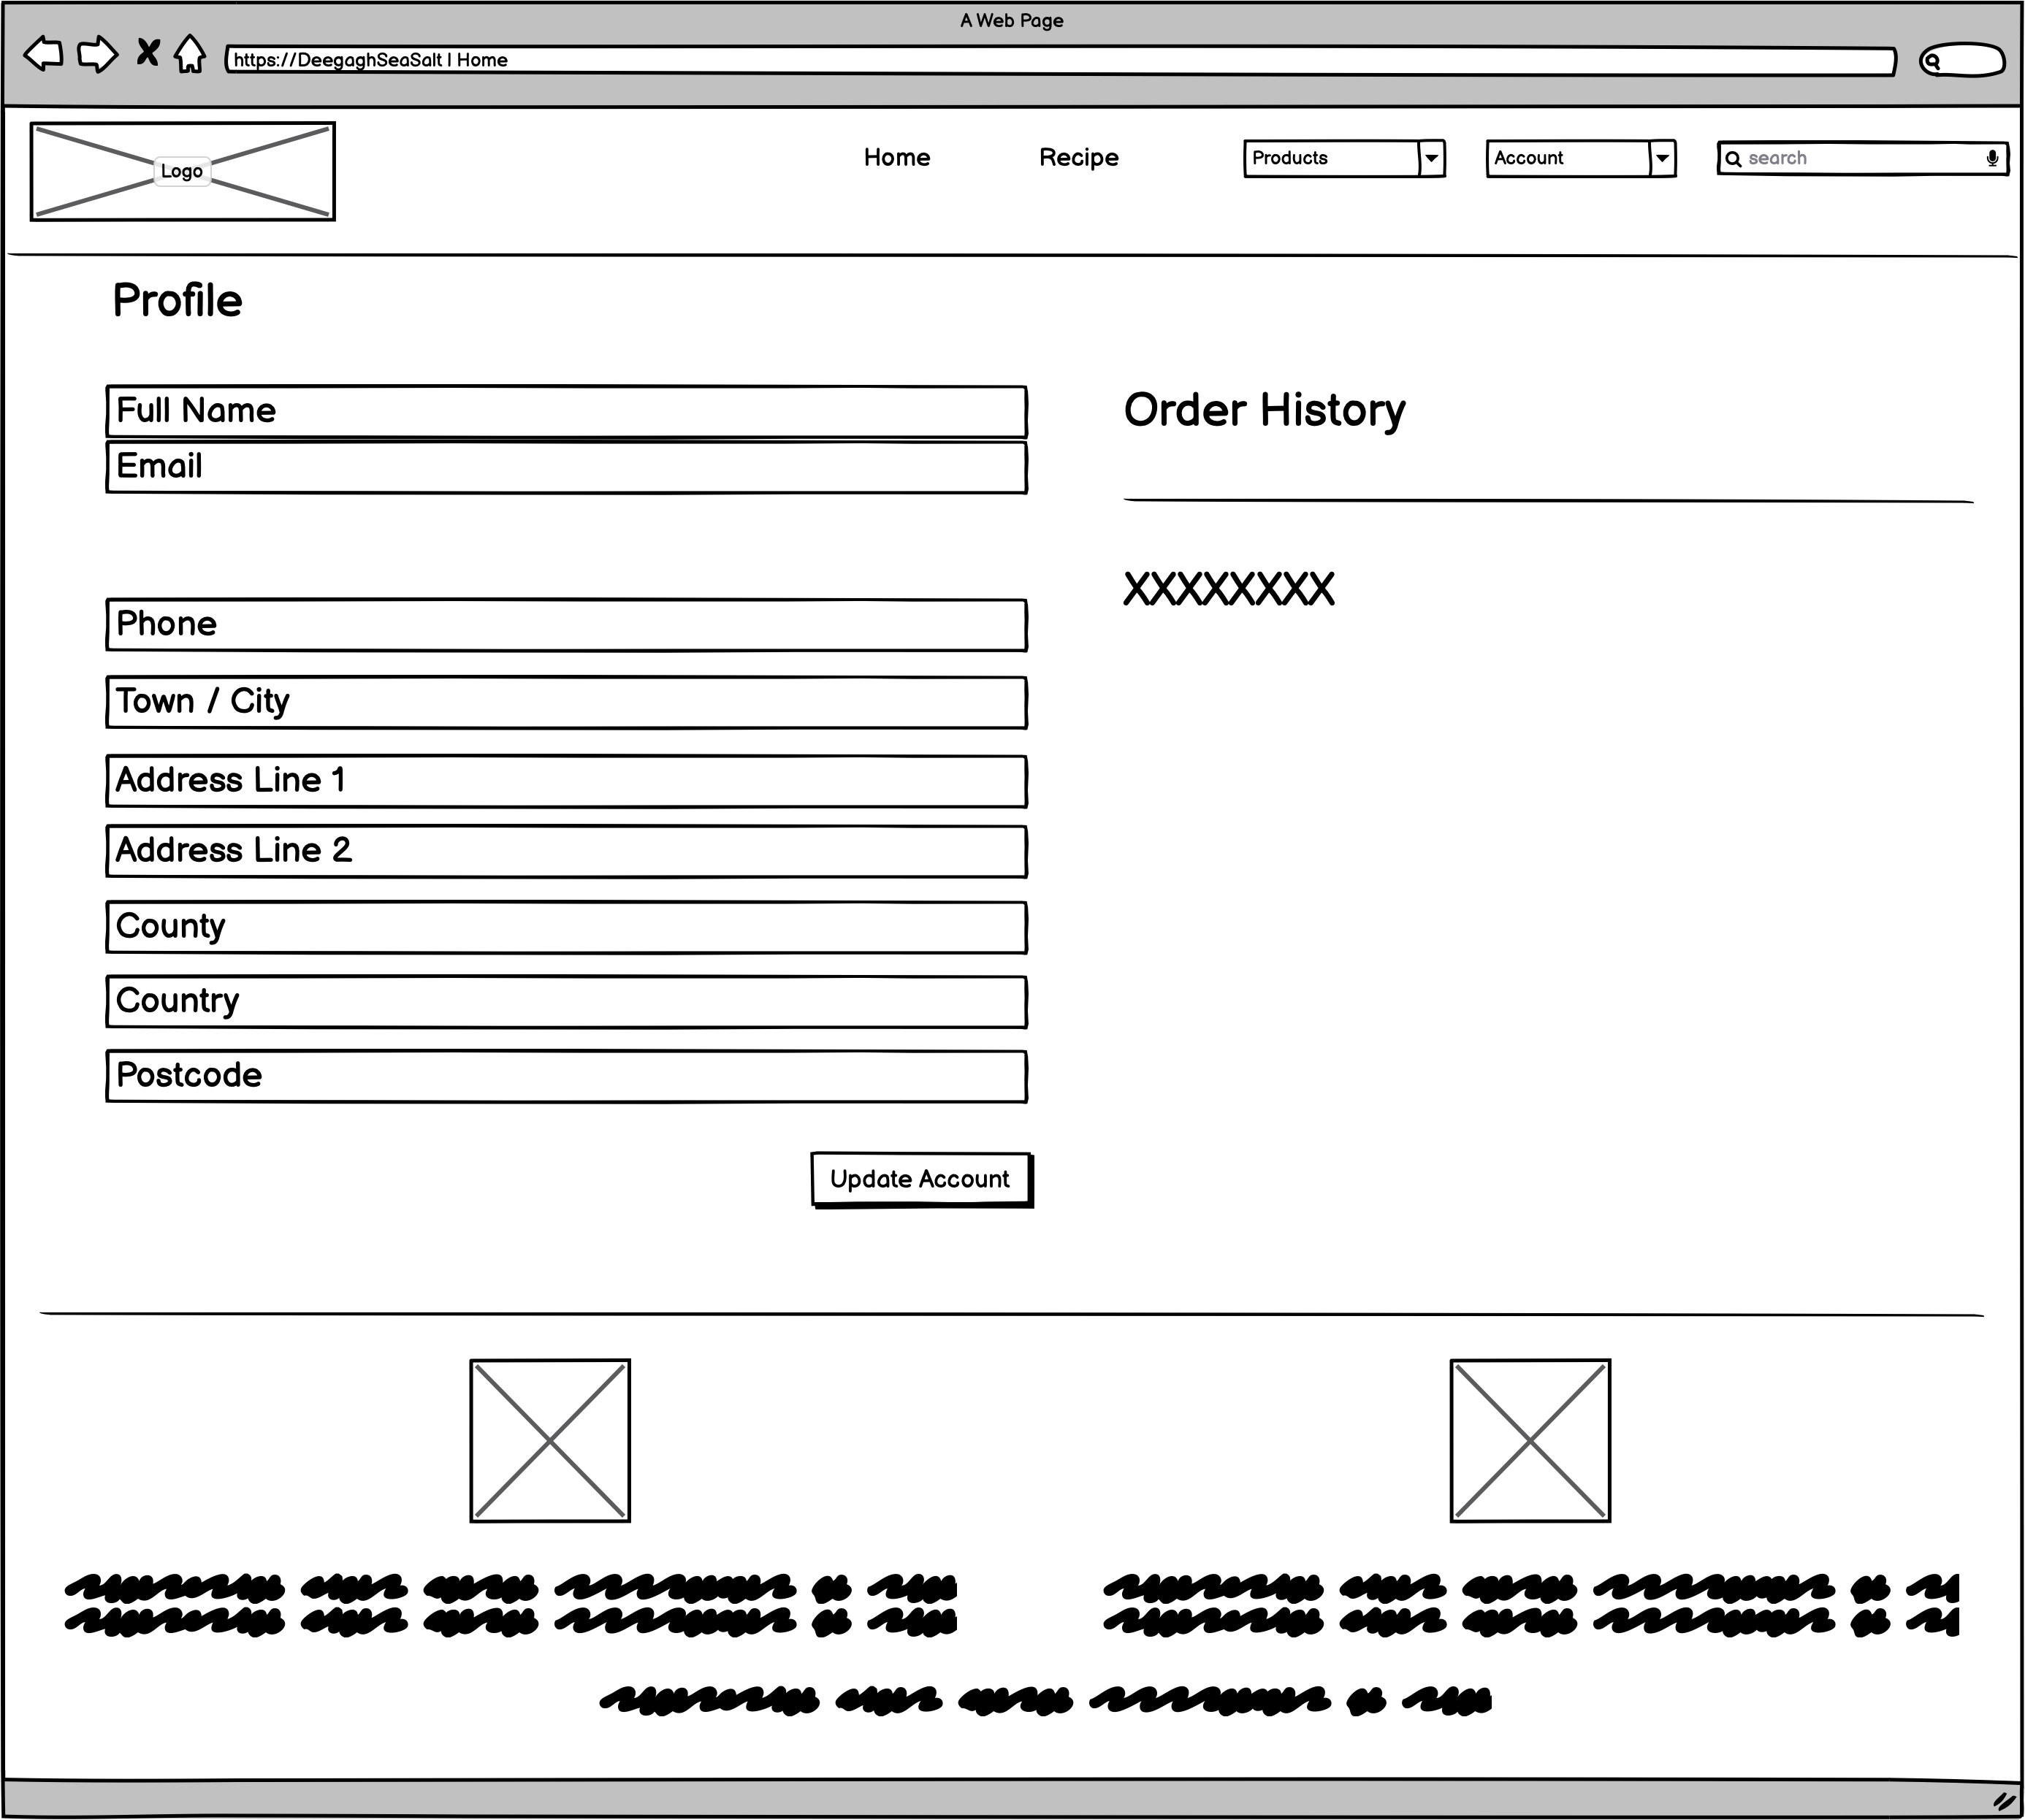 A Web Page
https://DeegaghSeaSalt | Home
Logo
Home
Recipe
Products
Account
search
Profile
Full Name
Email
Order History
XXXXXXXX
Phone
Town / City
Address Line 1
Address Line 2
County
Country
Postcode
Update Account